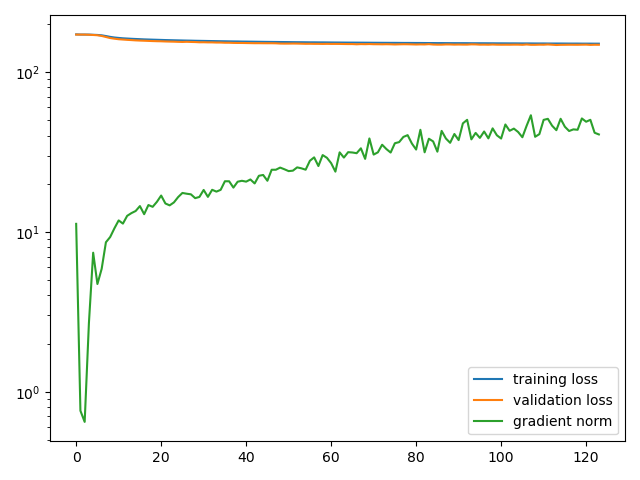 10²
10¹
10⁰
0 20 40 60 80 100 120
training loss
validation loss
gradient norm